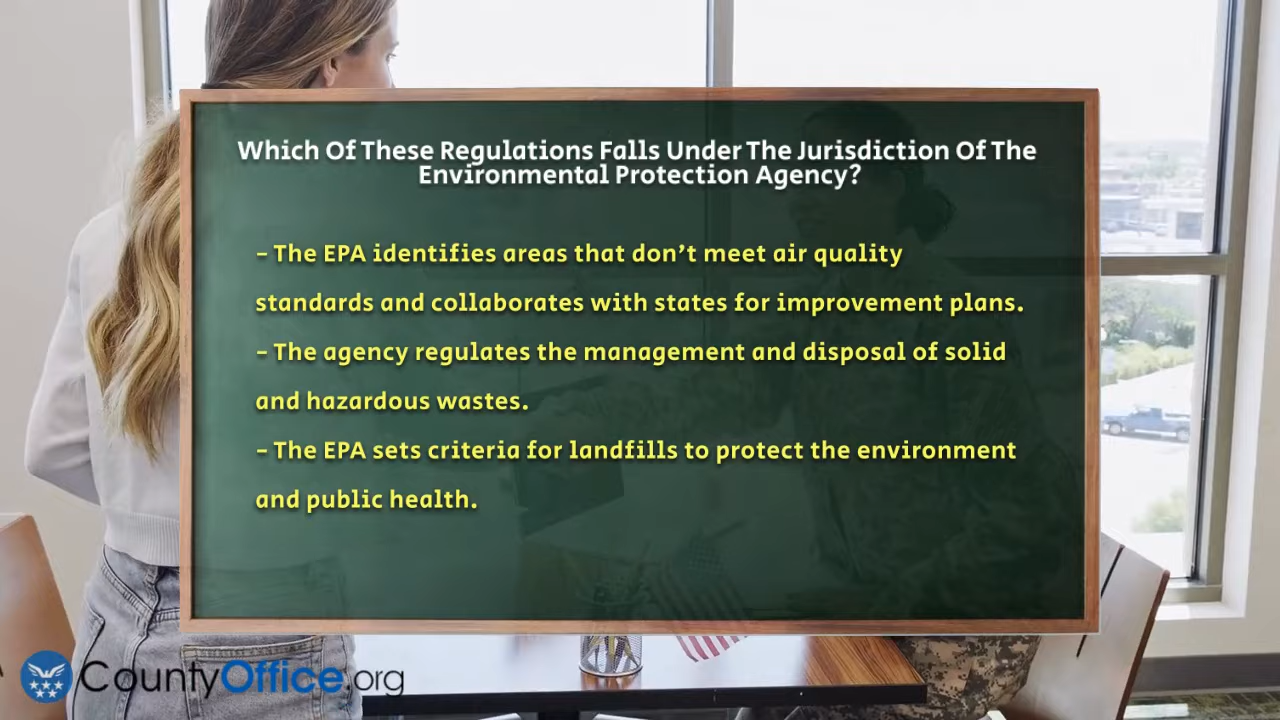 Which Of These Regulations Falls Under The Jurisdiction Of The
Environmental Protection Agency?
– The EPA identifies areas that don’t meet air quality
standards and collaborates with states for improvement plans.
– The agency regulates the management and disposal of solid
and hazardous wastes.
– The EPA sets criteria for landfills to protect the environment
and public health.
CountyOffice.org